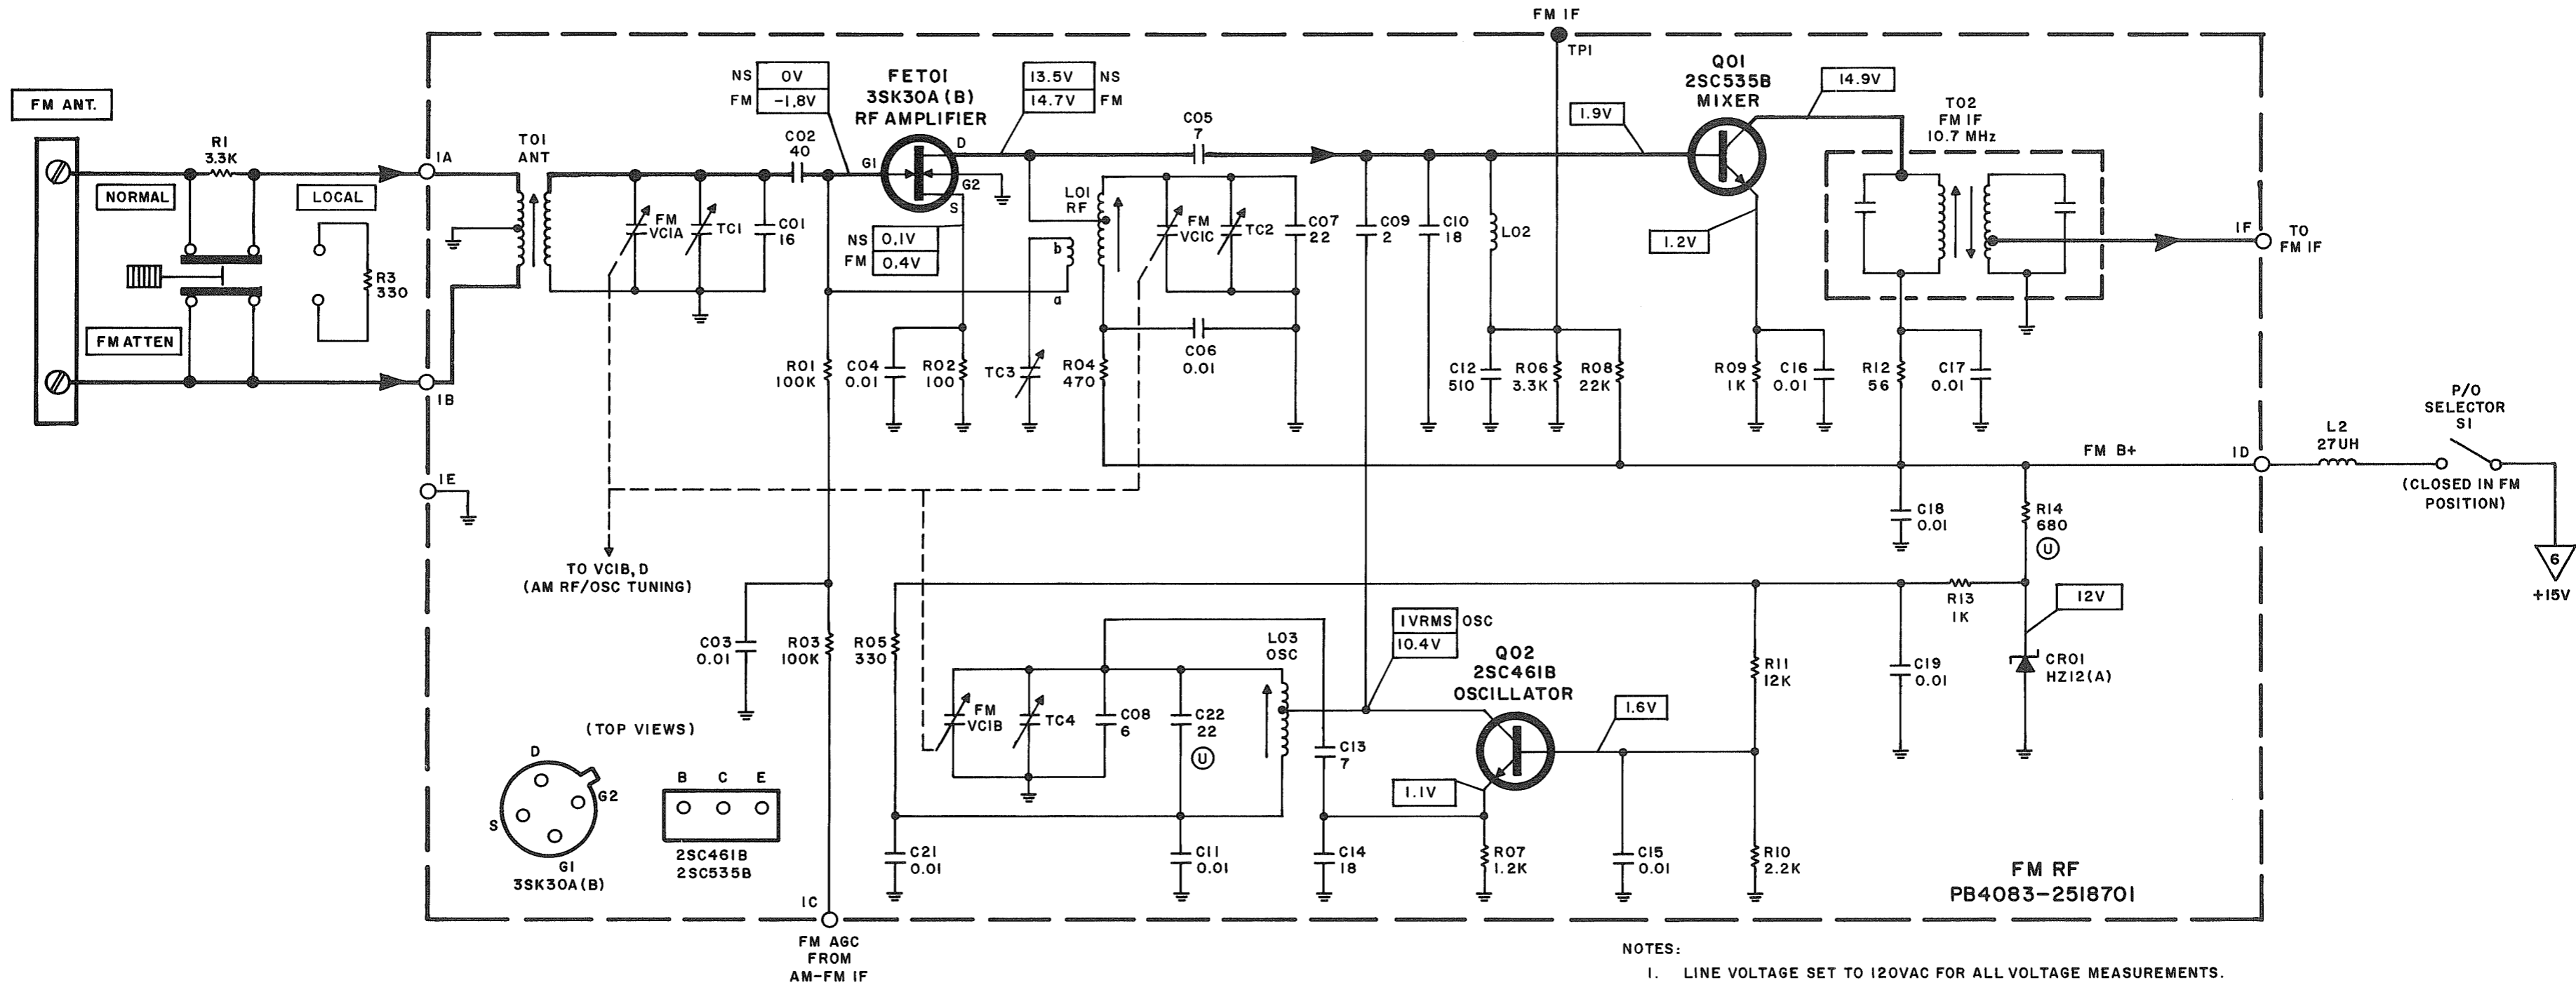 FM IF
TP1
FM ANT.
R1
3.3K
NORMAL
LOCAL
R3
330
FM ATTEN
1A
1B
1E
T01
ANT
FM
VC1A
TC1
C01
16
C02
40
NS 0V
FM -1.8V
FET01
3SK30A(B)
RF AMPLIFIER
G1
D
G2
S
13.5V NS
14.7V FM
NS 0.1V
FM 0.4V
C05
7
L01
RF
b
a
FM
VC1C
TC2
C07
22
C09
2
C10
18
L02
C06
0.01
1.9V
Q01
2SC535B
MIXER
14.9V
1.2V
T02
FM IF
10.7 MHz
1F
TO
FM IF
R01
100K
C04
0.01
R02
100
TC3
R04
470
C12
510
R06
3.3K
R08
22K
R09
1K
C16
0.01
R12
56
C17
0.01
FM B+
1D
L2
27UH
P/O
SELECTOR
S1
(CLOSED IN FM
POSITION)
6
+15V
C18
0.01
R14
680
U
TO VC1B,D
(AM RF/OSC TUNING)
R13
1K
12V
C03
0.01
R03
100K
R05
330
FM
VC1B
TC4
C08
6
C22
22
U
L03
OSC
C13
7
1VRMS OSC
10.4V
Q02
2SC461B
OSCILLATOR
1.6V
1.1V
R11
12K
C19
0.01
CR01
HZ12(A)
(TOP VIEWS)
D
G2
S
G1
3SK30A(B)
B C E
2SC461B
2SC535B
C21
0.01
C11
0.01
C14
18
R07
1.2K
C15
0.01
R10
2.2K
FM RF
PB4083-2518701
1C
FM AGC
FROM
AM-FM IF
NOTES:
1. LINE VOLTAGE SET TO 120VAC FOR ALL VOLTAGE MEASUREMENTS.